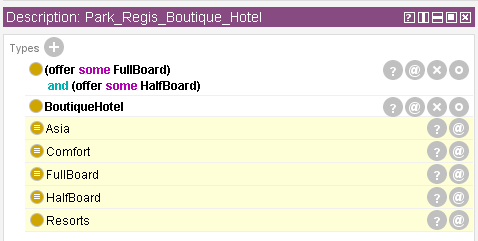 Description: Park_Regis_Boutique_Hotel
Types
(offer some FullBoard)
and (offer some HalfBoard)
BoutiqueHotel
Asia
Comfort
FullBoard
HalfBoard
Resorts